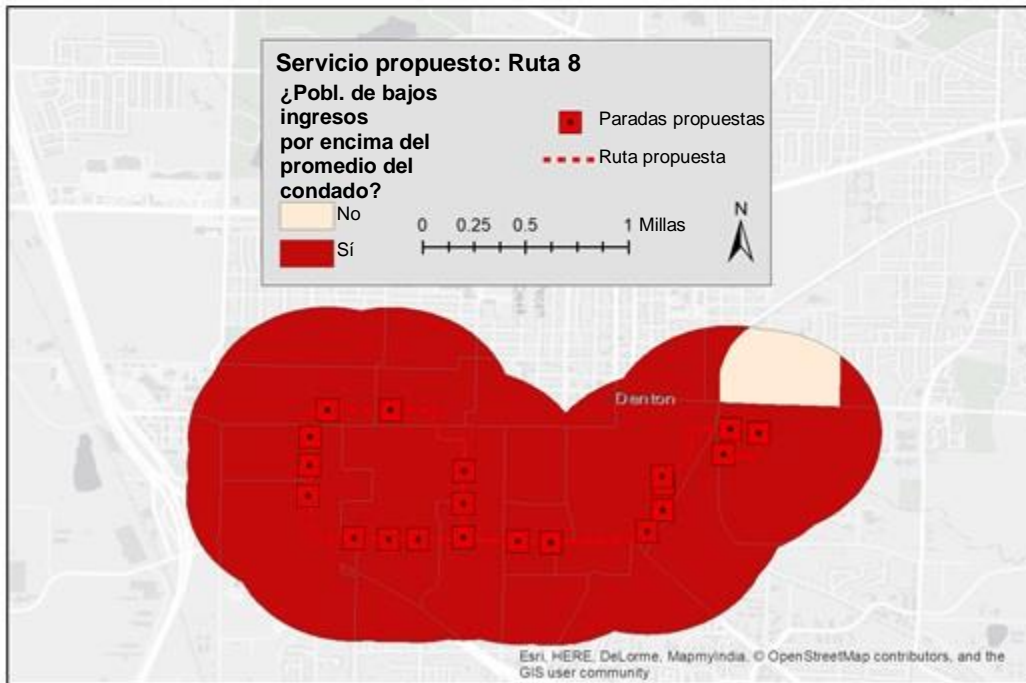 Servicio propuesto: Ruta 8
¿Pobl. de bajos
ingresos
por encima del
promedio del
condado?
No
Sí
Paradas propuestas
Ruta propuesta
0 0.25 0.5 1 Millas
N
Denton
Esri, HERE, DeLorme, MapmyIndia, © OpenStreetMap contributors, and the
GIS user community